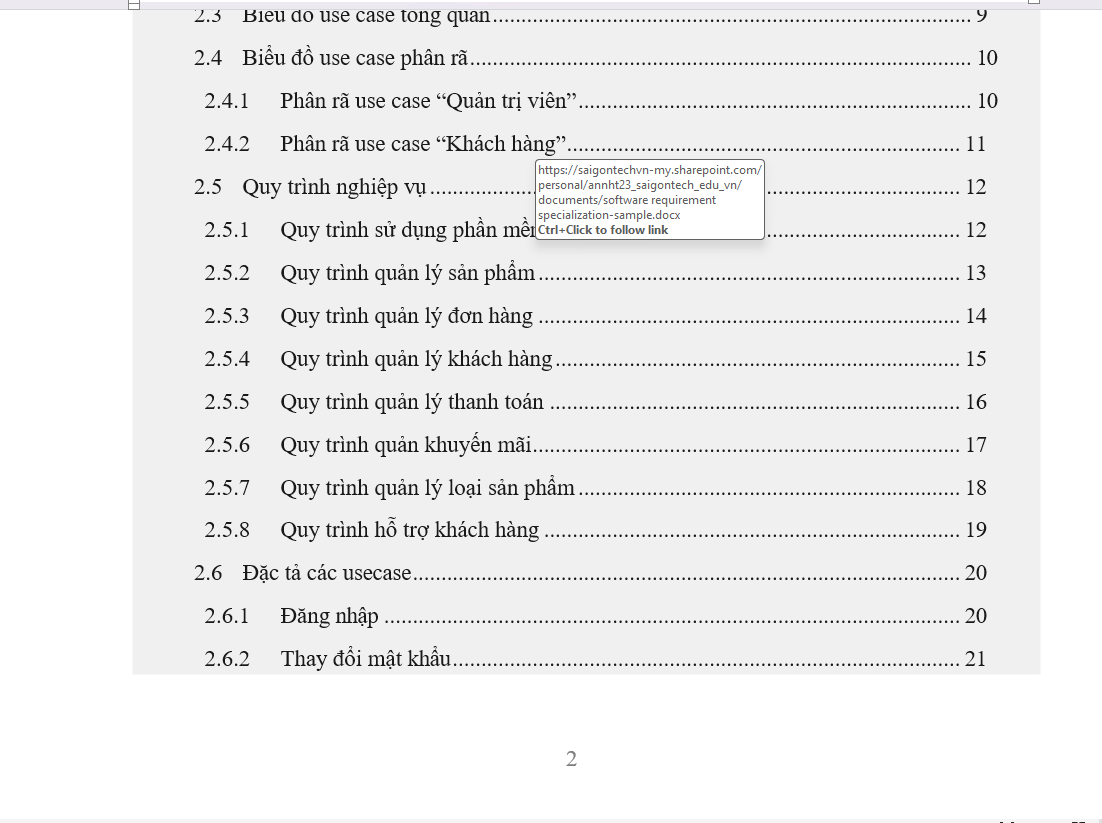 2.3 Biểu đồ use case tổng quan........................................................ 9
2.4 Biểu đồ use case phân rã........................................................ 10
2.4.1 Phân rã use case “Quản trị viên”........................................................ 10
2.4.2 Phân rã use case “Khách hàng”........................................................ 11
https://saigontechvn-my.sharepoint.com/
personal/annht23_saigontech_edu_vn/
documents/software requirement
specialization-sample.docx
Ctrl+Click to follow link
2.5 Quy trình nghiệp vụ........................................................ 12
2.5.1 Quy trình sử dụng phần ........................................................ 12
2.5.2 Quy trình quản lý sản phẩm........................................................ 13
2.5.3 Quy trình quản lý đơn hàng ........................................................ 14
2.5.4 Quy trình quản lý khách hàng........................................................ 15
2.5.5 Quy trình quản lý thanh toán ........................................................ 16
2.5.6 Quy trình quản khuyến mãi........................................................ 17
2.5.7 Quy trình quản lý loại sản phẩm........................................................ 18
2.5.8 Quy trình hỗ trợ khách hàng ........................................................ 19
2.6 Đặc tả các usecase........................................................ 20
2.6.1 Đăng nhập ........................................................ 20
2.6.2 Thay đổi mật khẩu........................................................ 21
2